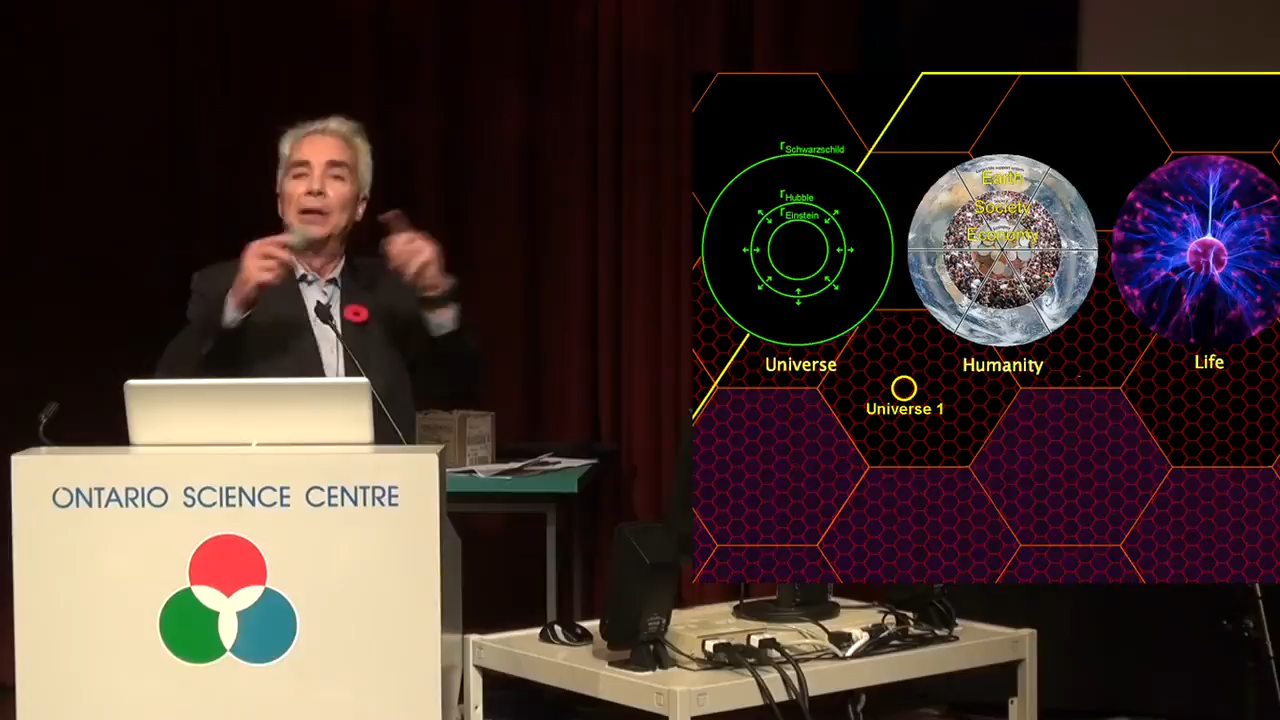 ONTARIO SCIENCE CENTRE
rSchwarzschild
rHubble
rEinstein
Universe
Earth
Society
Economy
Humanity
Life
Universe 1